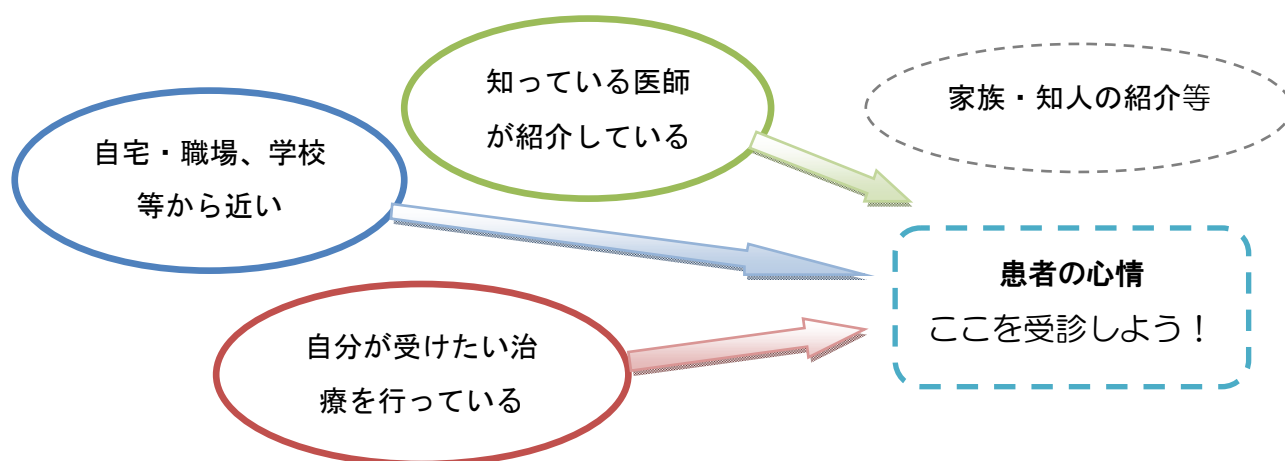 知っている医師
が紹介している
家族・知人の紹介等
自宅・職場、学校
等から近い
患者の心情
ここを受診しよう！
自分が受けたい治
療を行っている